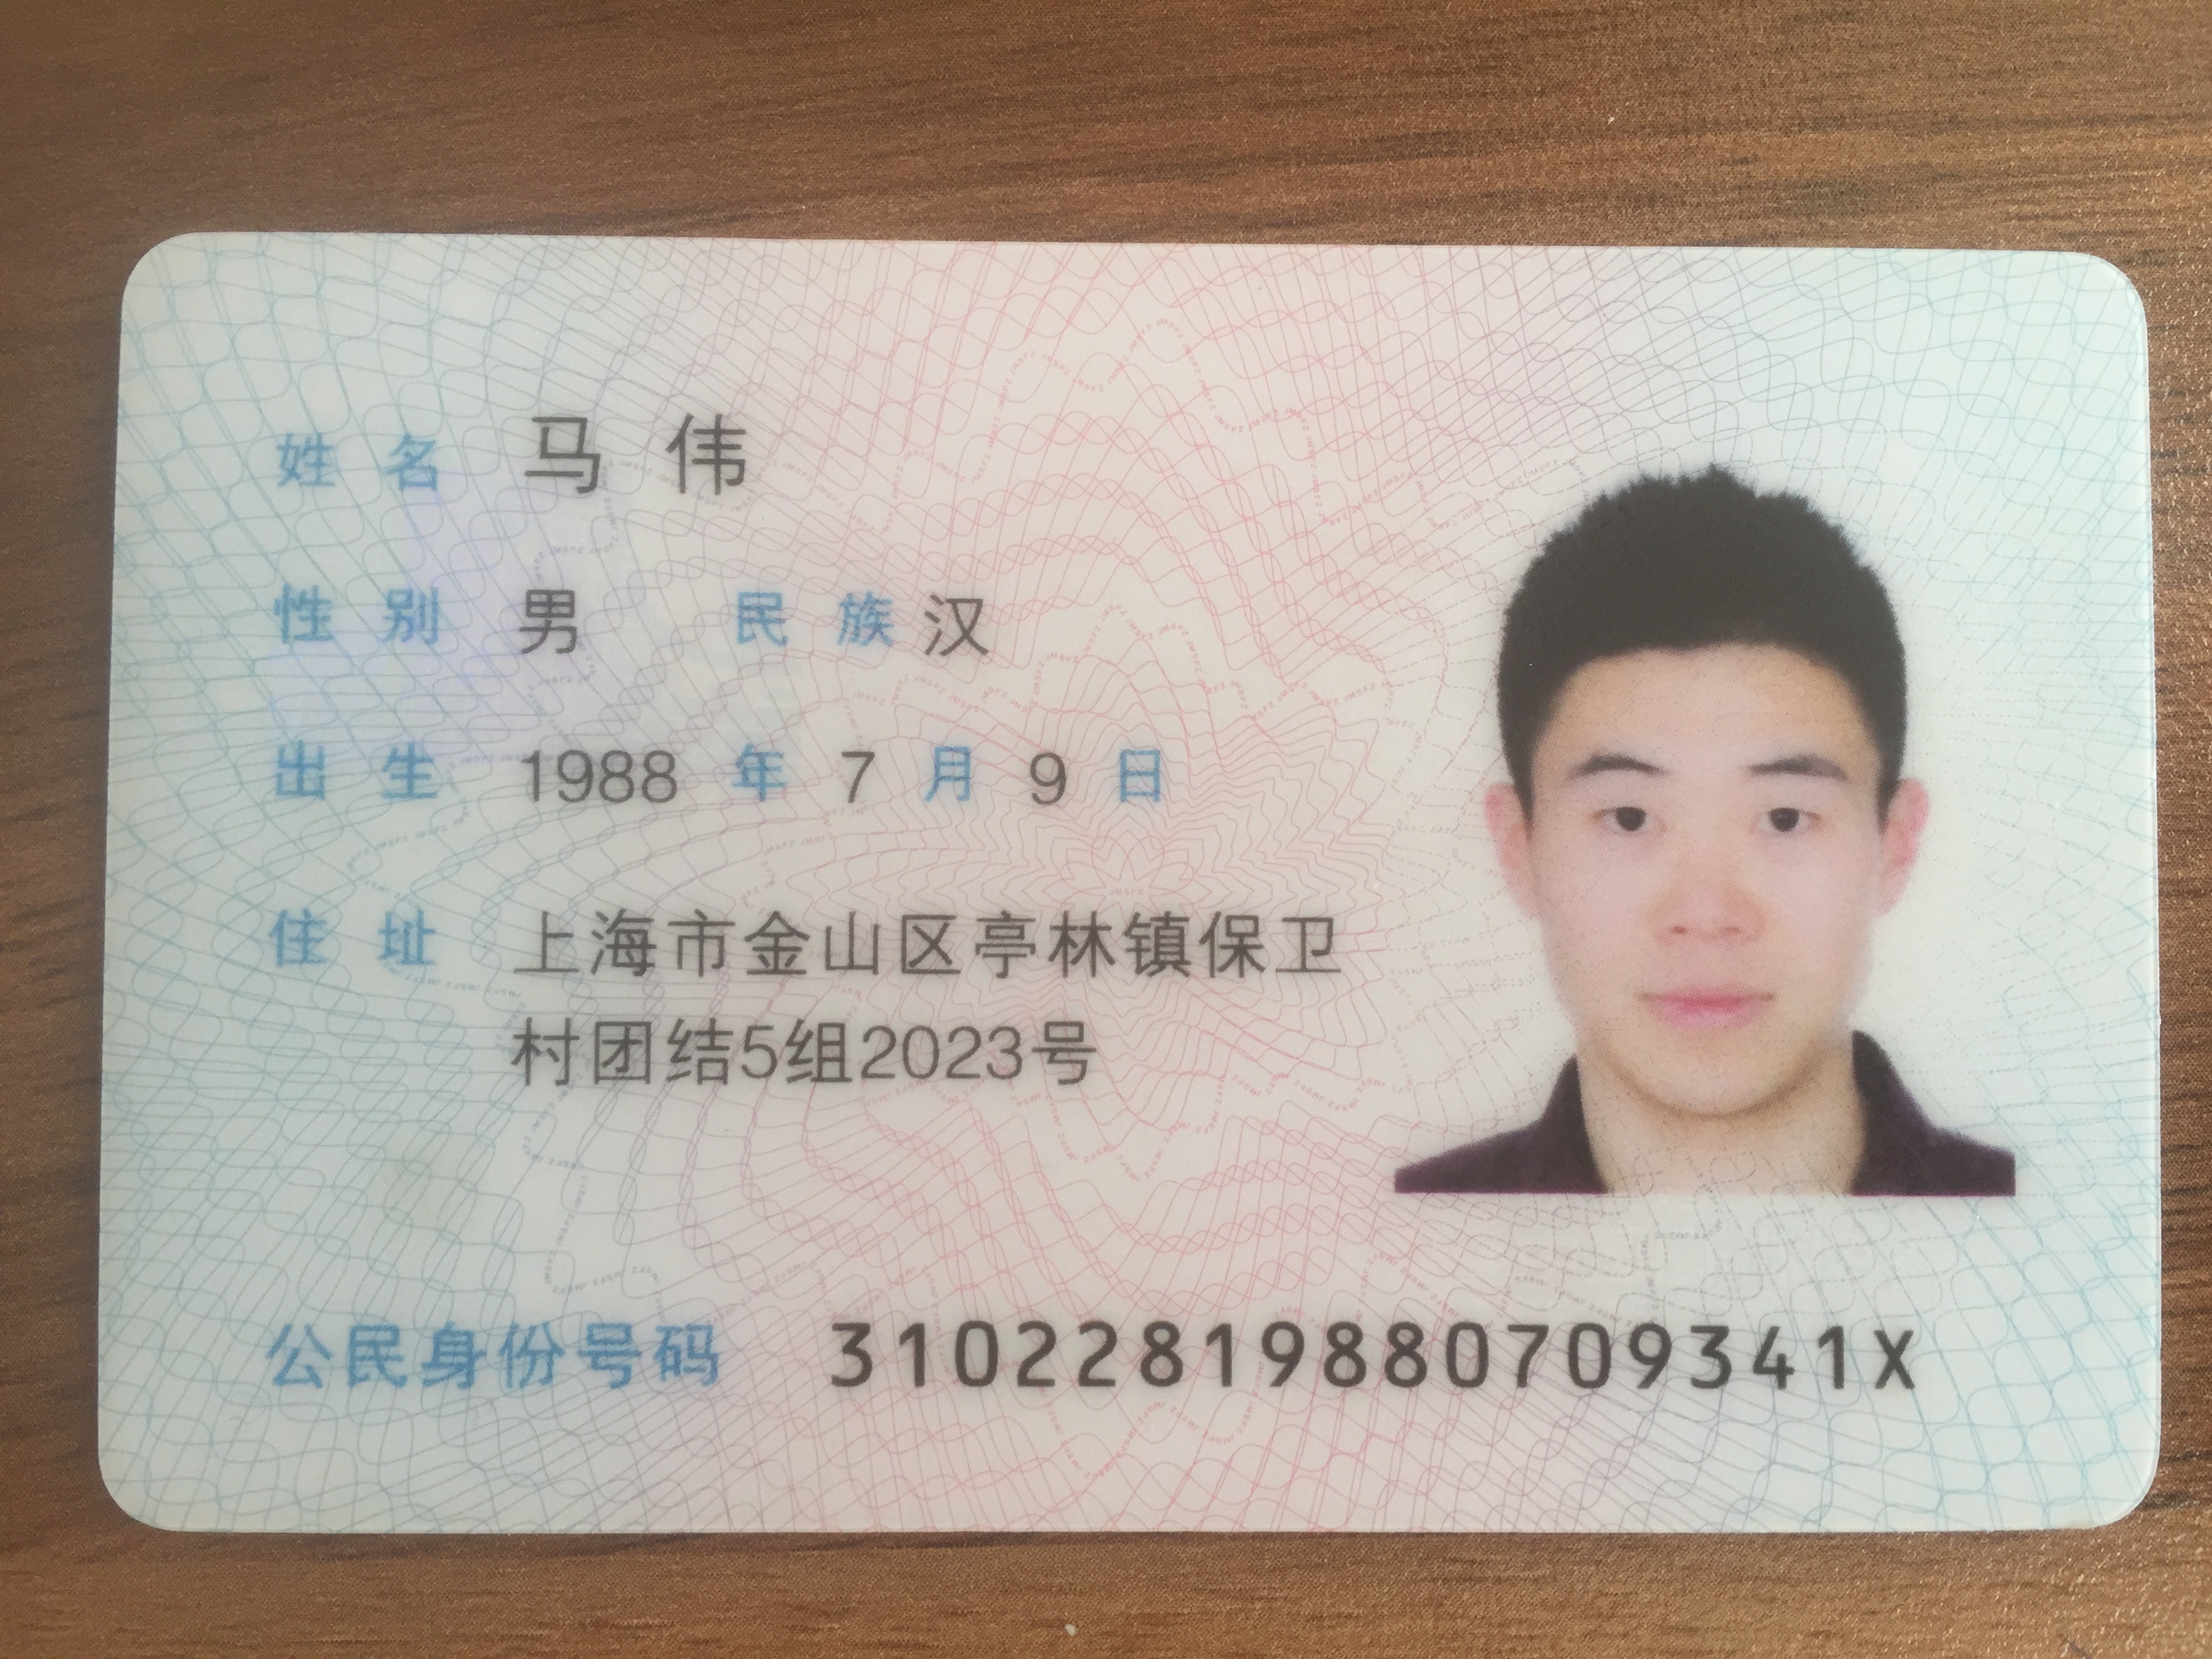 姓名 马伟
性别 男 民族 汉
出生 1988 年 7 月 9 日
住址 上海市金山区亭林镇保卫
村团结5组2023号
公民身份号码 31022819880709341X